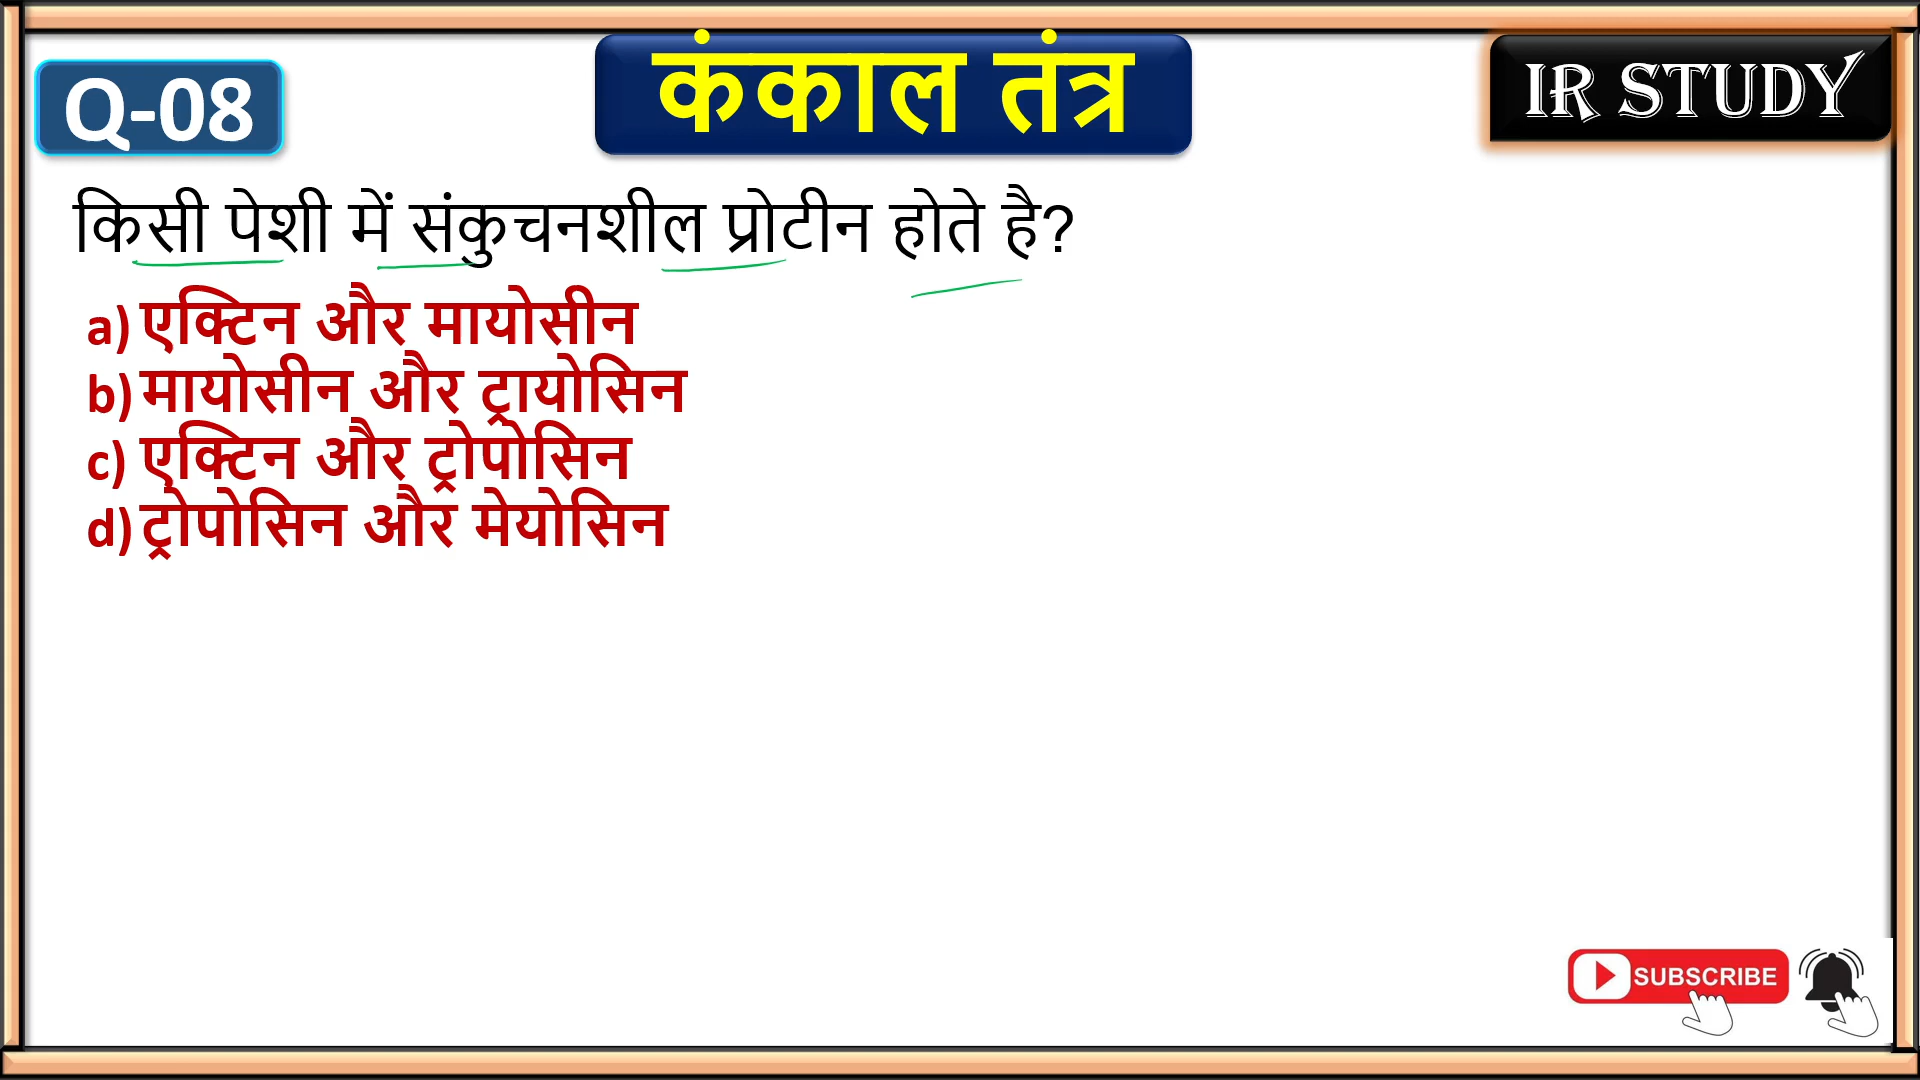 कंकाल तंत्र
IR STUDY
Q-08
किसी पेशी में संकुचनशील प्रोटीन होते है?
a) एक्टिन और मायोसीन
b) मायोसीन और ट्रायोसिन
c) एक्टिन और ट्रोपोसिन
d) ट्रोपोसिन और मेयोसिन
SUBSCRIBE